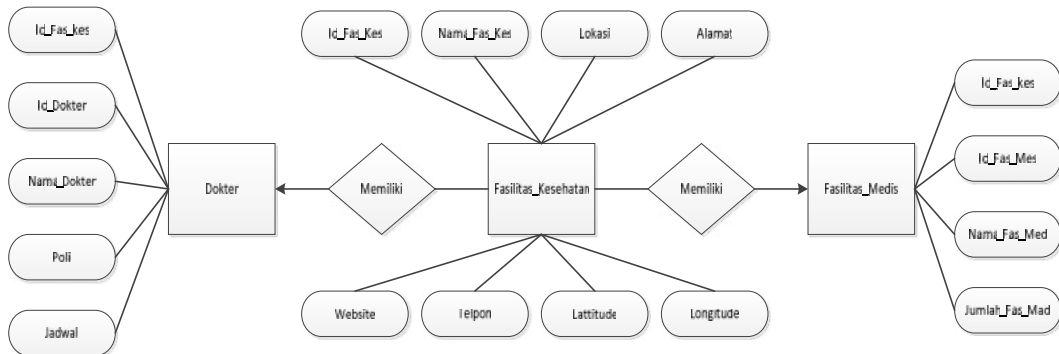 Id_Fas_kes
Id_Dokter
Nama_Dokter
Poli
Jadwal
Dokter
Memiliki
Id_Fas_Kes
Nama_Fas_Kes
Lokasi
Alamat
Fasilitas_Kesehatan
Website
Telpon
Lattitude
Longitude
Memiliki
Fasilitas_Medis
Id_Fas_kes
Id_Fas_Mes
Nama_Fas_Med
Jumlah_Fas_Mad